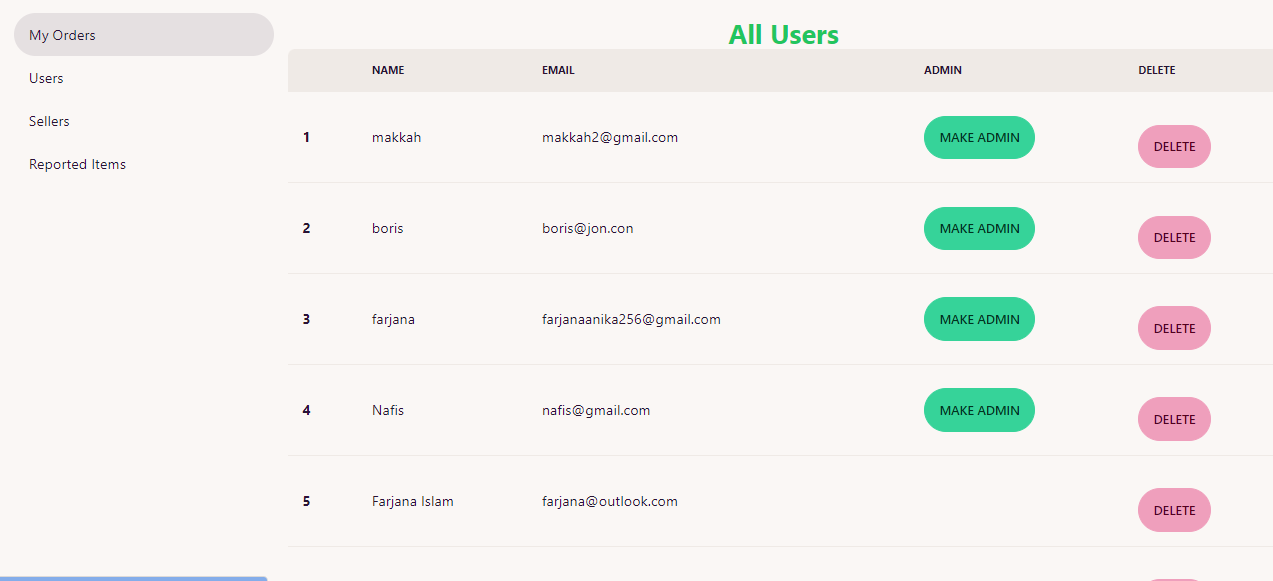 My Orders
Users
Sellers
Reported Items
All Users
NAME EMAIL ADMIN DELETE
1 makkah makkah2@gmail.com MAKE ADMIN DELETE
2 boris boris@jon.con MAKE ADMIN DELETE
3 farjana farjanaanika256@gmail.com MAKE ADMIN DELETE
4 Nafis nafis@gmail.com MAKE ADMIN DELETE
5 Farjana Islam farjana@outlook.com DELETE